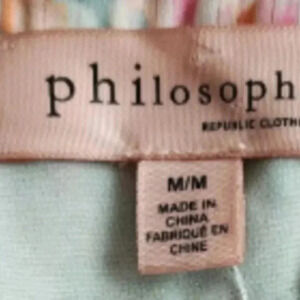 philosoph
REPUBLIC CLOTH
M/M
MADE IN
CHINA
FABRIQUÉ EN
CHINE